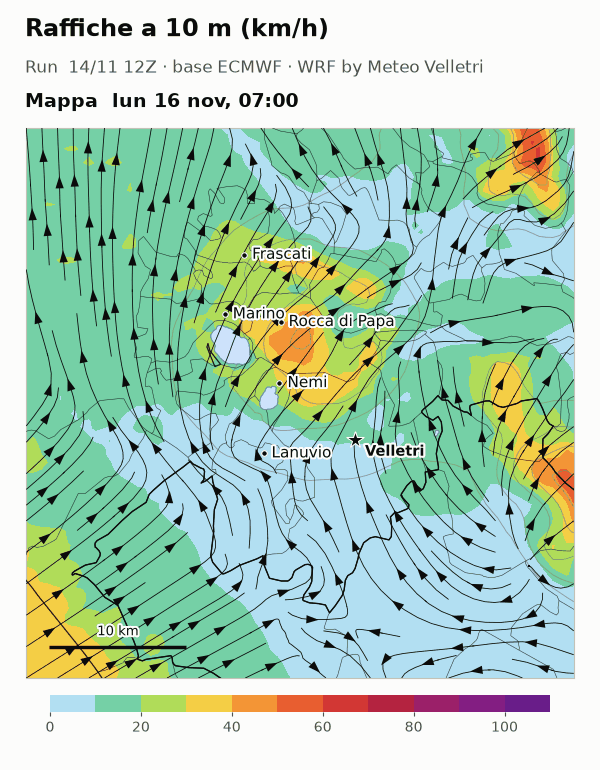 Raffiche a 10 m (km/h)
Run  14/11 12Z · base ECMWF · WRF by Meteo Velletri
Mappa  lun 16 nov, 07:00
Frascati
Marino
Rocca di Papa
Nemi
Lanuvio
Velletri
10 km
0 20 40 60 80 100